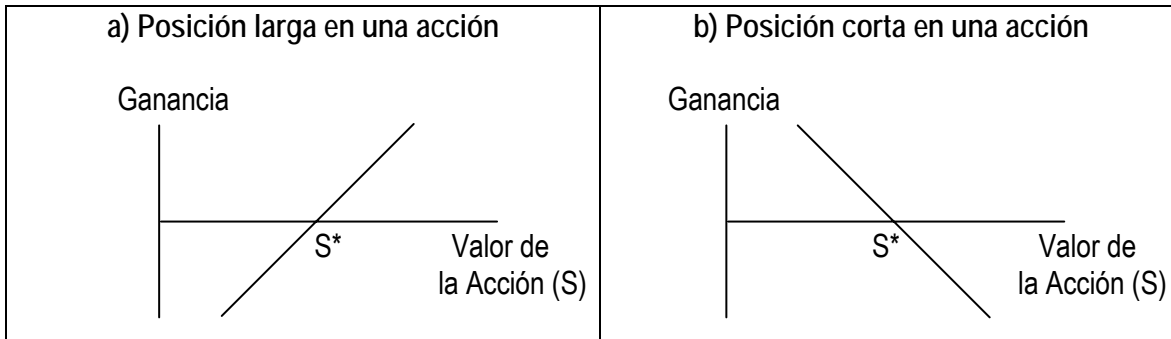 a) Posición larga en una acción
Ganancia
S*
Valor de
la Acción (S)
b) Posición corta en una acción
Ganancia
S*
Valor de
la Acción (S)